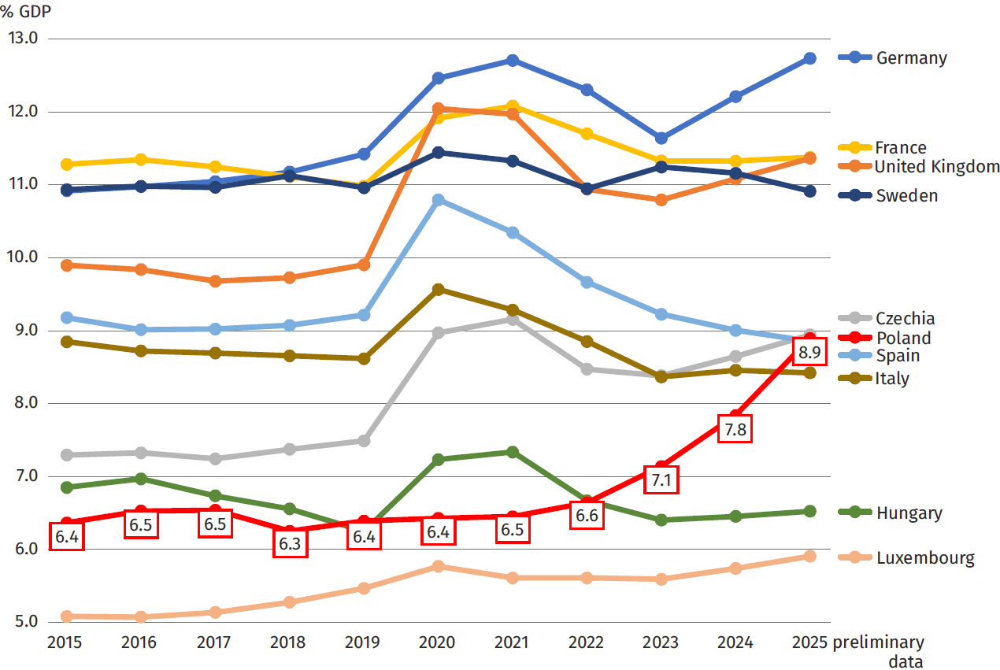 % GDP
13.0
12.0
11.0
10.0
9.0
8.0
7.0
6.0
5.0
Germany
France
United Kingdom
Sweden
Czechia
Poland
Spain
Italy
Hungary
Luxembourg
6.4
6.5
6.5
6.3
6.4
6.4
6.5
6.6
7.1
7.8
8.9
2015 2016 2017 2018 2019 2020 2021 2022 2023 2024 2025 preliminary
data